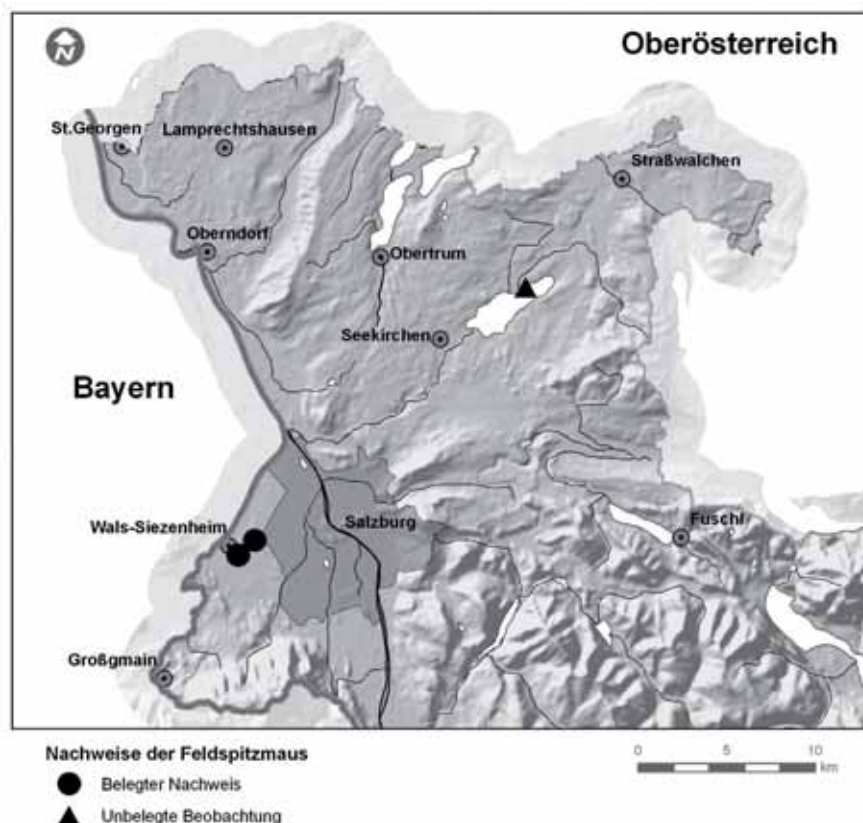 N
Oberösterreich
St.Georgen
Lamprechtshausen
Straßwalchen
Oberndorf
Obertrum
Seekirchen
Bayern
Wals-Siezenheim
Salzburg
Fuschl
Großgmain
Nachweise der Feldspitzmaus
Belegter Nachweis
Unbelegte Beobachtung
0 5 10
km